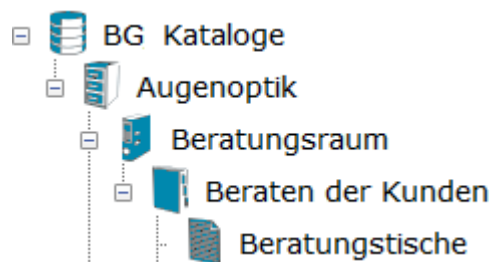 BG Kataloge
Augenoptik
Beratungsraum
Beraten der Kunden
Beratungstische